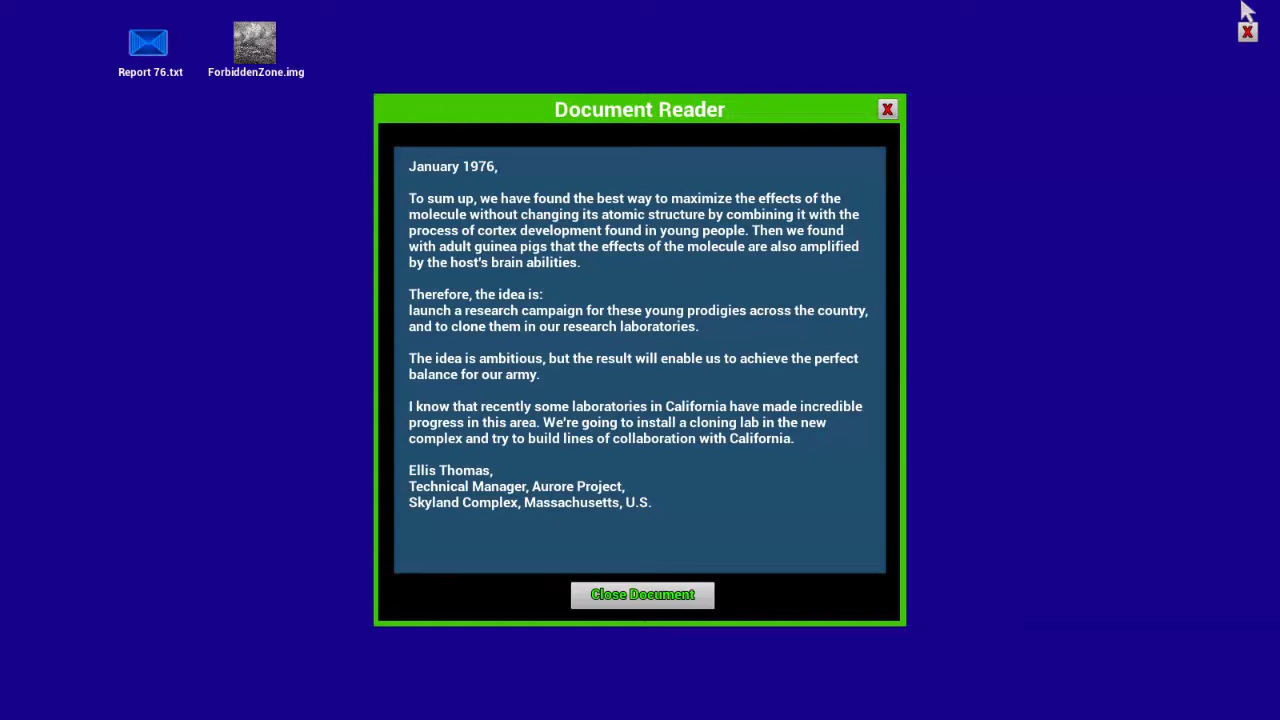 Report 76.txt
ForbiddenZone.img
X
Document Reader
X
January 1976,
To sum up, we have found the best way to maximize the effects of the
molecule without changing its atomic structure by combining it with the
process of cortex development found in young people. Then we found
with adult guinea pigs that the effects of the molecule are also amplified
by the host's brain abilities.
Therefore, the idea is:
launch a research campaign for these young prodigies across the country,
and to clone them in our research laboratories.
The idea is ambitious, but the result will enable us to achieve the perfect
balance for our army.
I know that recently some laboratories in California have made incredible
progress in this area. We're going to install a cloning lab in the new
complex and try to build lines of collaboration with California.
Ellis Thomas,
Technical Manager, Aurore Project,
Skyland Complex, Massachusetts, U.S.
Close Document